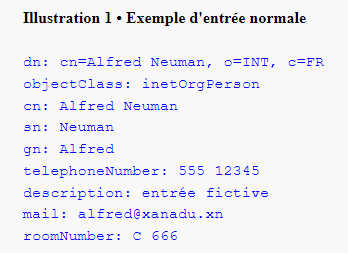 Illustration 1 • Exemple d'entrée normale
dn: cn=Alfred Neuman, o=INT, c=FR
objectClass: inetOrgPerson
cn: Alfred Neuman
sn: Neuman
gn: Alfred
telephoneNumber: 555 12345
description: entrée fictive
mail: alfred@xanadu.xn
roomNumber: C 666